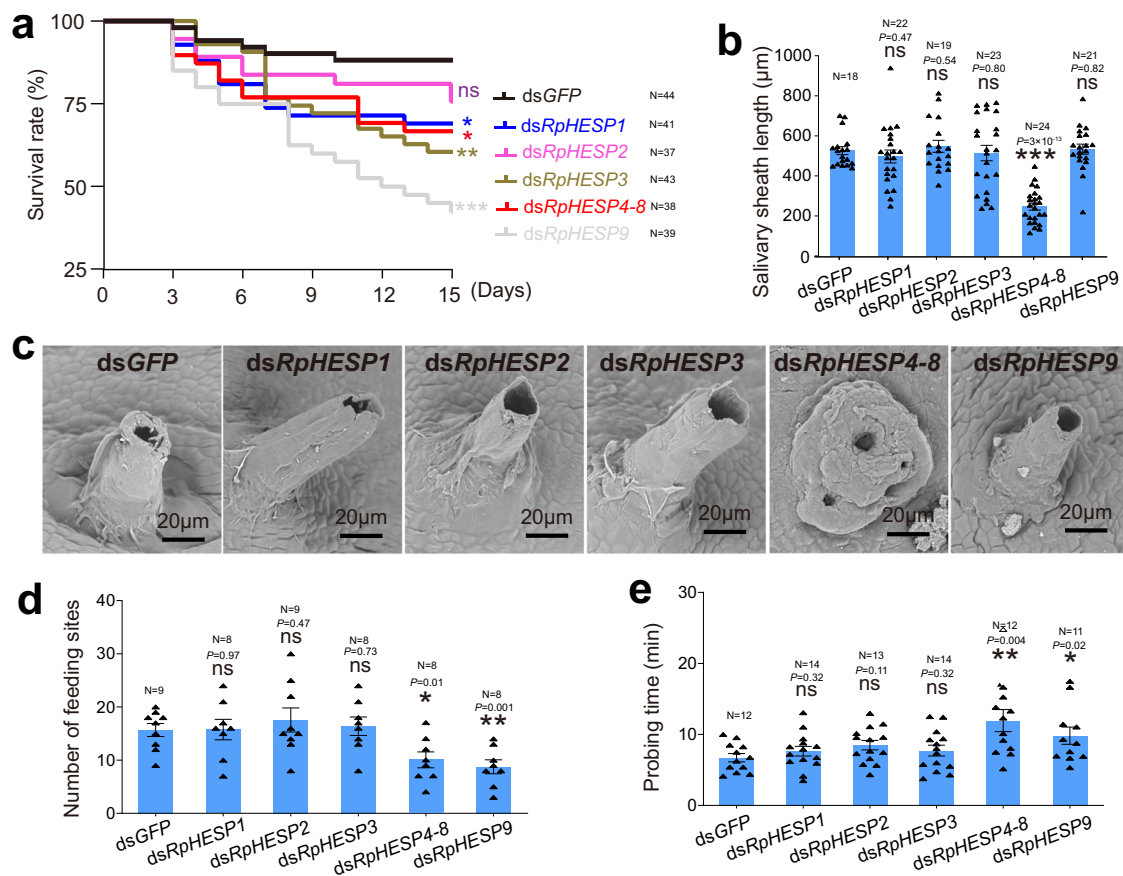 a
Survival rate (%)
100
75
50
25
0
3
6
9
12
15
(Days)
ns
*
*
**
***
dsGFP N=44
dsRpHESP1 N=41
dsRpHESP2 N=37
dsRpHESP3 N=43
dsRpHESP4-8 N=38
dsRpHESP9 N=39
b
Salivary sheath length (μm)
1000
800
600
400
200
0
N=18
N=22
P=0.47
ns
N=19
P=0.54
ns
N=23
P=0.80
ns
N=24
P=3×10-13
***
N=21
P=0.82
ns
dsGFP
dsRpHESP1
dsRpHESP2
dsRpHESP3
dsRpHESP4-8
dsRpHESP9
c
dsGFP
20μm
dsRpHESP1
20μm
dsRpHESP2
20μm
dsRpHESP3
20μm
dsRpHESP4-8
20μm
dsRpHESP9
20μm
d
Number of feeding sites
40
30
20
10
0
N=9
N=8
P=0.97
ns
N=9
P=0.47
ns
N=8
P=0.73
ns
N=8
P=0.01
*
N=8
P=0.001
**
dsGFP
dsRpHESP1
dsRpHESP2
dsRpHESP3
dsRpHESP4-8
dsRpHESP9
e
Probing time (min)
30
20
10
0
N=12
N=14
P=0.32
ns
N=13
P=0.11
ns
N=14
P=0.32
ns
N=12
P=0.004
**
N=11
P=0.02
*
dsGFP
dsRpHESP1
dsRpHESP2
dsRpHESP3
dsRpHESP4-8
dsRpHESP9